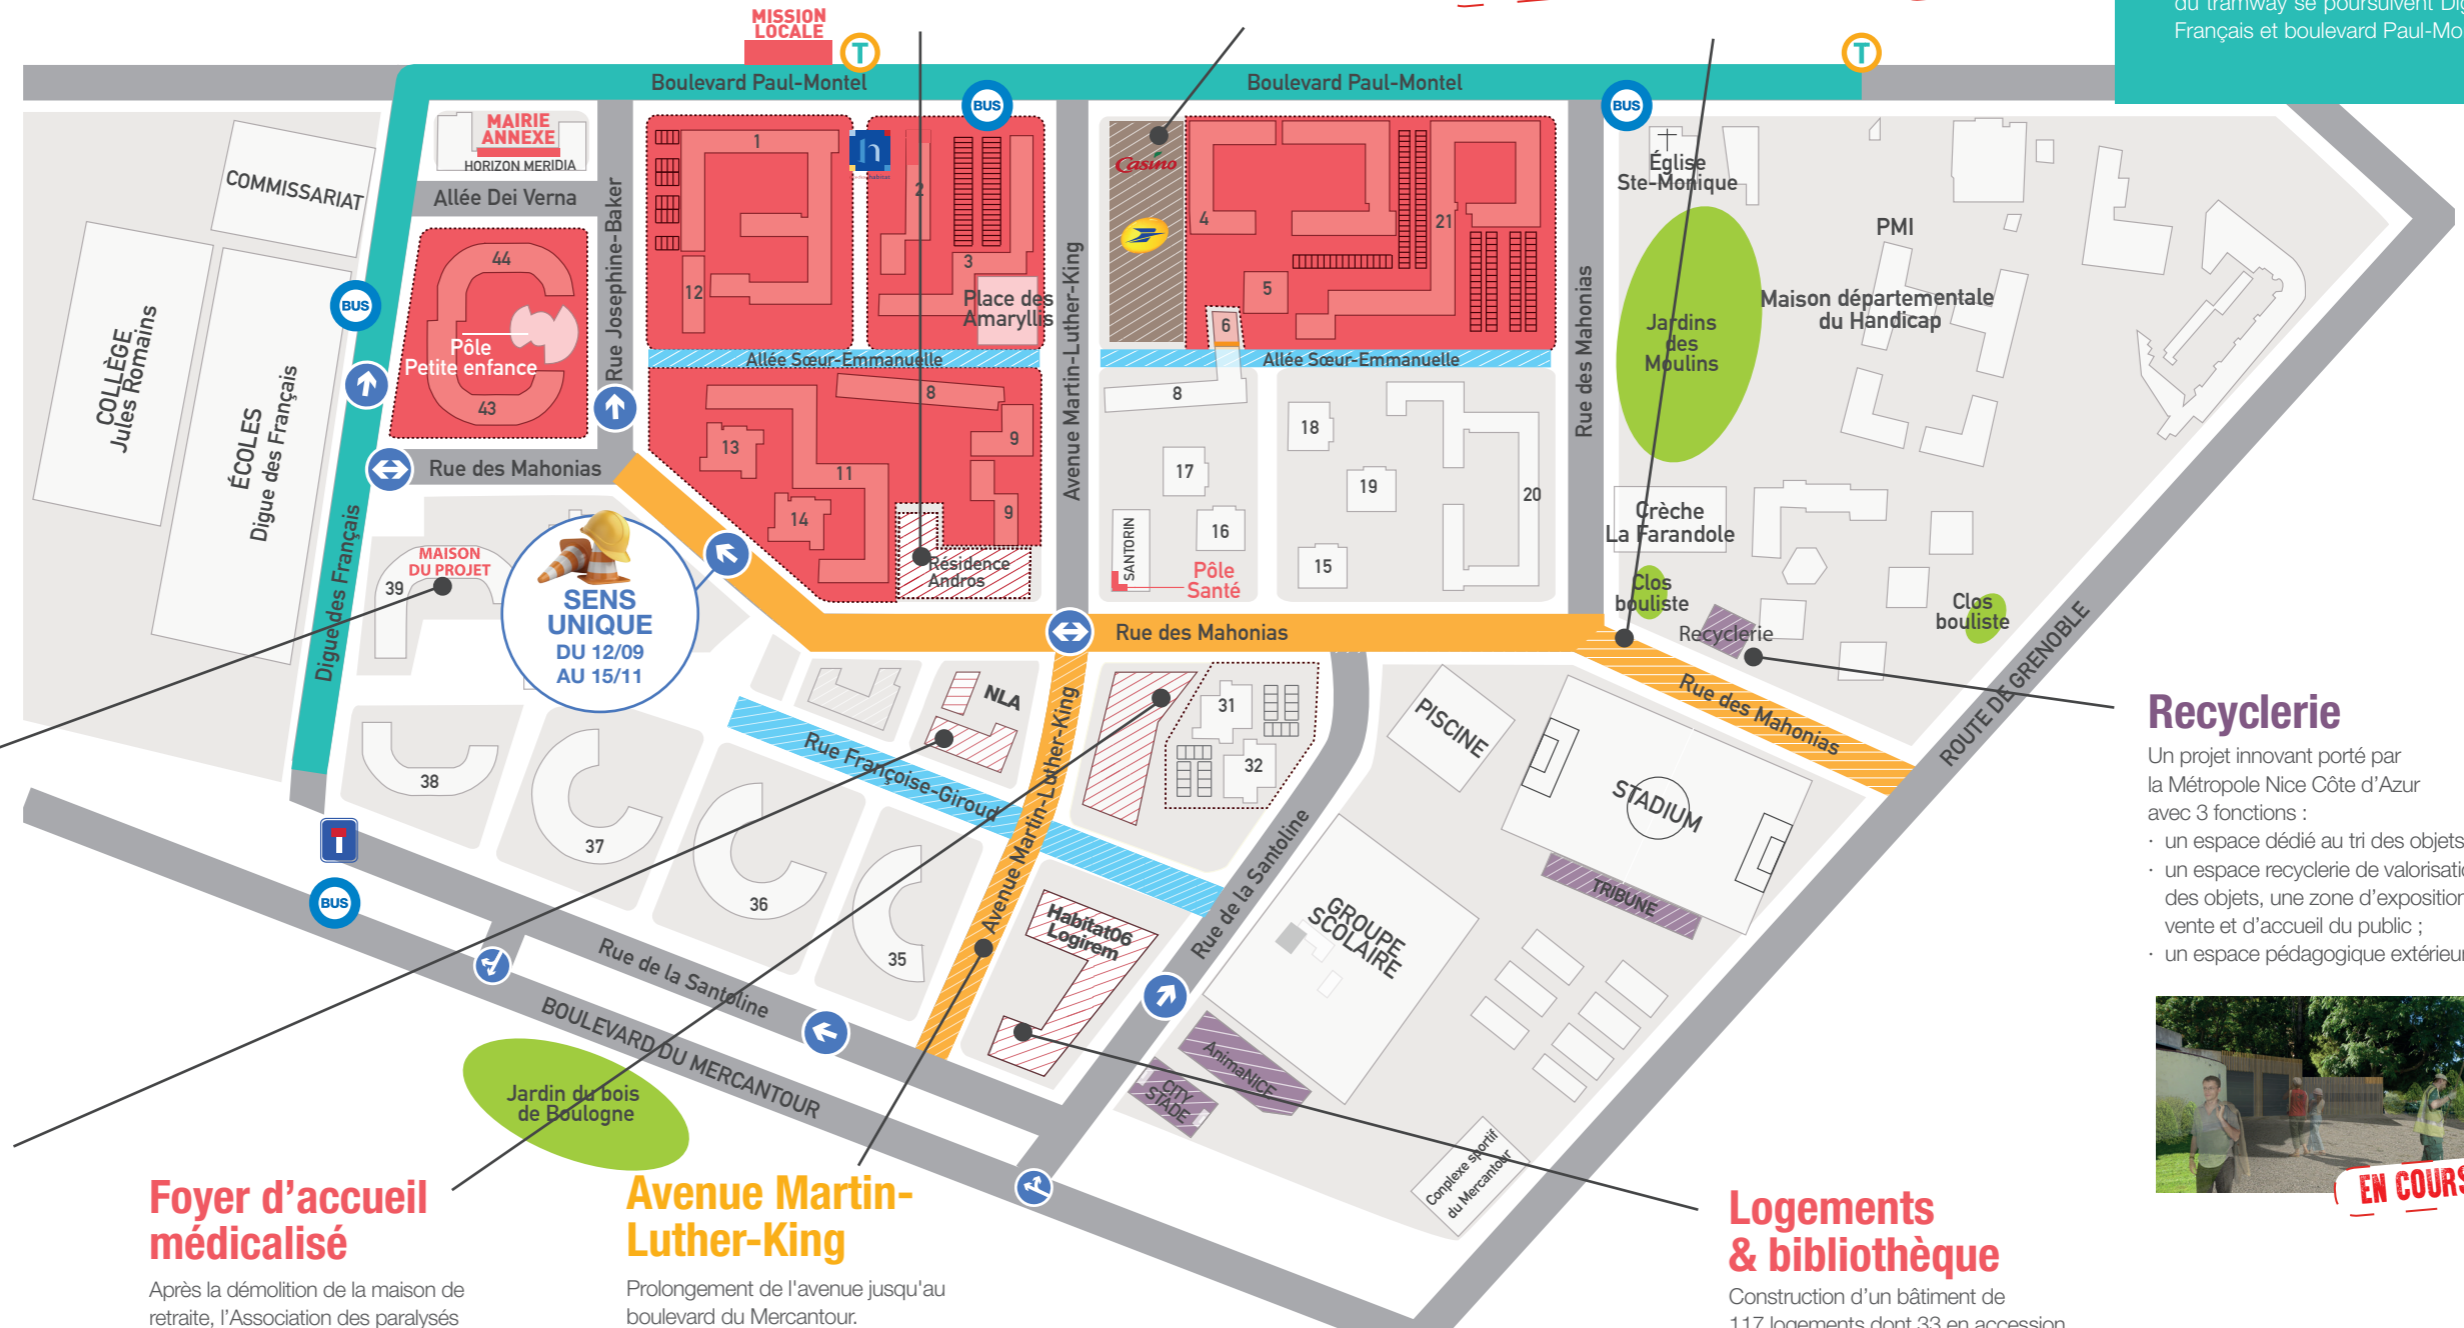 du tramway se poursuivent
Français et boulevard
MISSION
LOCALE
T
T
Boulevard Paul-Montel
Boulevard Paul-Montel
BUS
BUS
MAIRIE
ANNEXE
HORIZON MERIDIA
COMMISSARIAT
Allée Dei Verna
Rue Josephine-Baker
1
h
2
3
12
Place des
Amaryllis
Avenue Martin-Luther-King
Casino
4
5
6
21
Rue des Mahonias
Église
Ste-Monique
PMI
Jardins
des
Moulins
Maison départementale
du Handicap
COLLÈGE
Jules Romains
ÉCOLES
Digue des Français
BUS
44
Pôle
Petite enfance
43
Allée Sœur-Emmanuelle
Allée Sœur-Emmanuelle
8
9
9
13
11
14
Résidence
Andros
8
17
16
SANTORIN
Pôle
Santé
18
19
15
20
Crèche
La Farandole
Clos
bouliste
Clos
bouliste
Recyclerie
Rue des Mahonias
Digue des Français
MAISON
DU PROJET
39
SENS
UNIQUE
DU 12/09
AU 15/11
Rue des Mahonias
Rue des Mahonias
ROUTE DE GRENOBLE
NLA
31
32
PISCINE
STADIUM
TRIBUNE
38
37
36
35
Rue Françoise-Giroud
Avenue Martin-Luther-King
Rue de la Santoline
GROUPE
SCOLAIRE
Habitat06
Logirem
BUS
Rue de la Santoline
BOULEVARD DU MERCANTOUR
Jardin du bois
de Boulogne
AnimaNICE
CITY
STADE
Conplexe sportif
du Mercantour
Recyclerie
Un projet innovant porté par
la Métropole Nice Côte d’Azur
avec 3 fonctions :
· un espace dédié au tri des objets
· un espace recyclerie de
des objets, une zone d’exposition
vente et d’accueil du public ;
· un espace pédagogique extérieur
EN COURS
Foyer d’accueil
médicalisé
Après la démolition de la maison de
retraite, l’Association des paralysés
Avenue Martin-
Luther-King
Prolongement de l'avenue jusqu'au
boulevard du Mercantour.
Logements
& bibliothèque
Construction d’un bâtiment de
117 logements dont 33 en accession